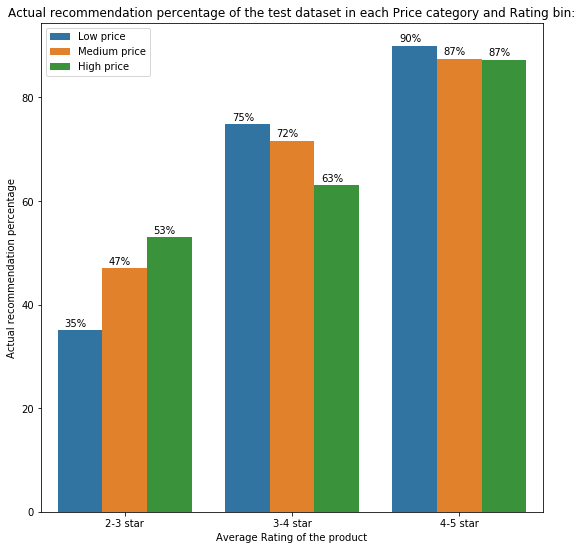 Actual recommendation percentage of the test dataset in each Price category and Rating bin:
Low price
Medium price
High price
90%
87%
87%
75%
72%
63%
53%
47%
35%
80
60
40
20
0
Actual recommendation percentage
2-3 star
3-4 star
4-5 star
Average Rating of the product